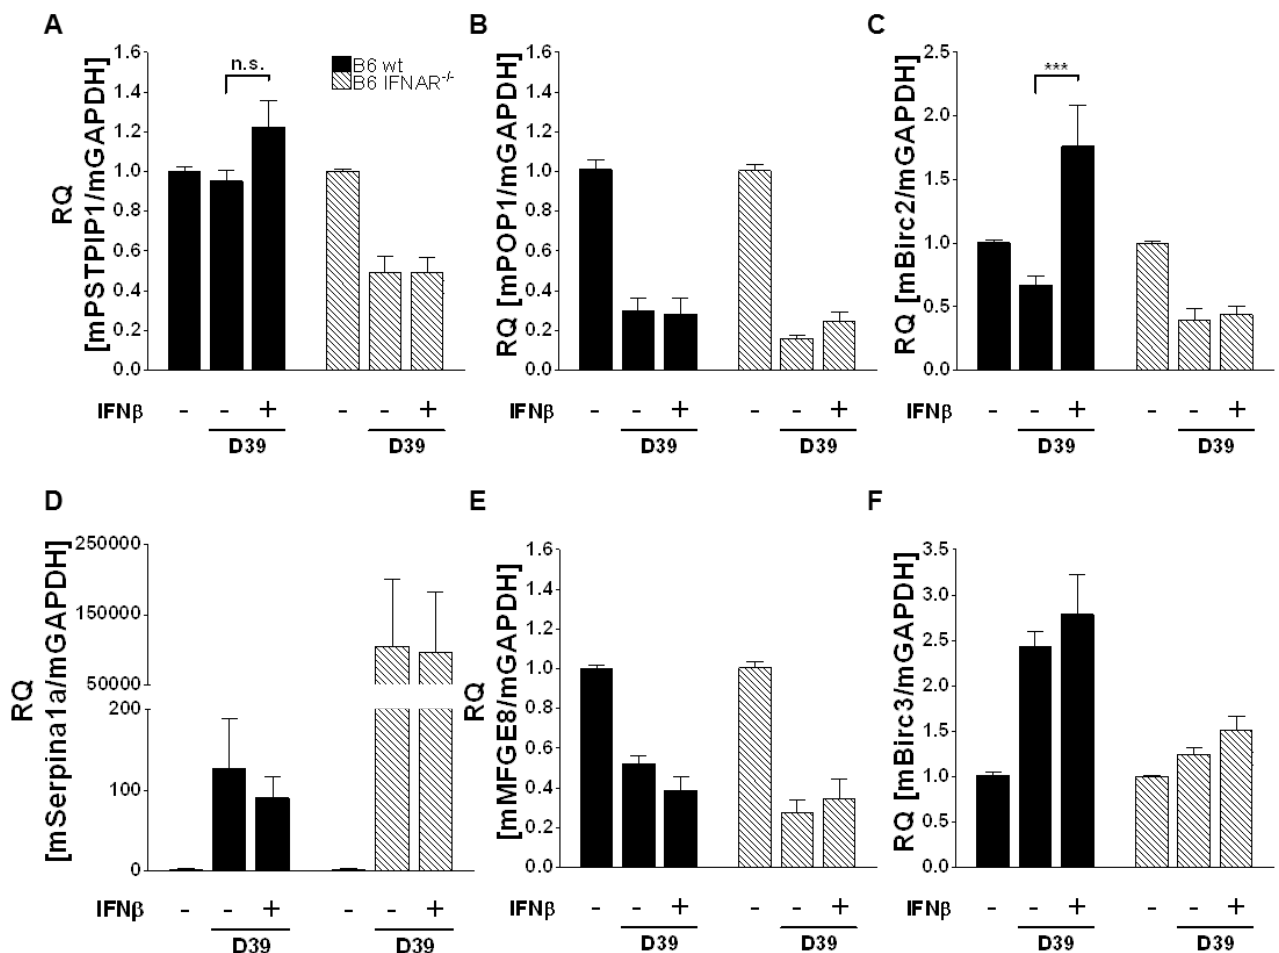 A
RQ
[mPSTPIP1/mGAPDH]
1.6
1.4
1.2
1.0
0.8
0.6
0.4
0.2
0.0
n.s.
B6 wt
B6 IFNAR-/-
IFNβ - - + - - +
D39 D39
B
RQ [mPOP1/mGAPDH]
1.6
1.4
1.2
1.0
0.8
0.6
0.4
0.2
0.0
IFNβ - - + - - +
D39 D39
C
RQ [mBirc2/mGAPDH]
2.5
2.0
1.5
1.0
0.5
0.0
***
IFNβ - - + - - +
D39 D39
D
RQ
[mSerpina1a/mGAPDH]
250000
150000
50000
200
100
0
IFNβ - - + - - +
D39 D39
E
RQ
[mMFGE8/mGAPDH]
1.6
1.4
1.2
1.0
0.8
0.6
0.4
0.2
0.0
IFNβ - - + - - +
D39 D39
F
RQ [mBirc3/mGAPDH]
3.5
3.0
2.5
2.0
1.5
1.0
0.5
0.0
IFNβ - - + - - +
D39 D39